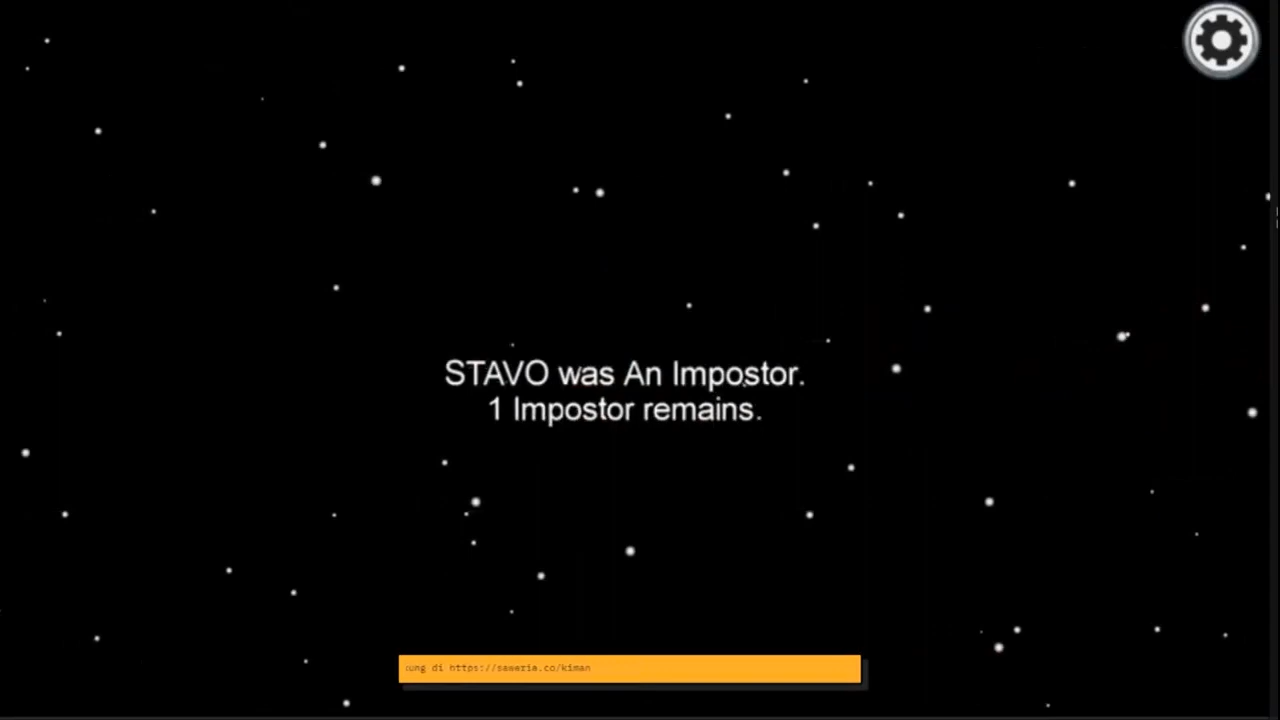 STAVO was An Impostor.
1 Impostor remains.
ung di https://saweria.co/kiman